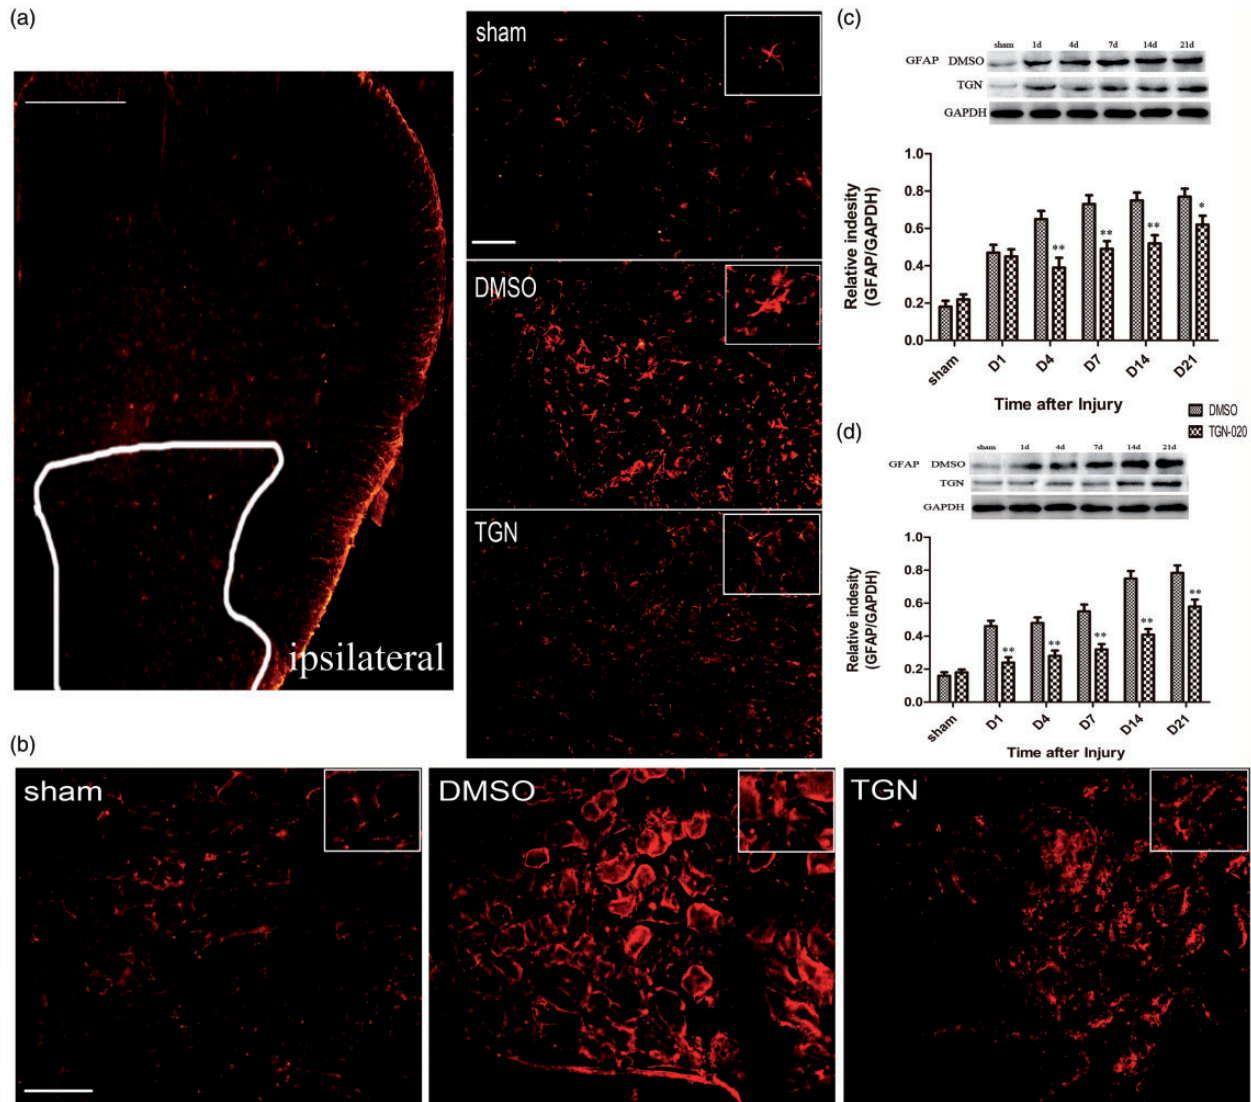 (a)
ipsilateral
sham
DMSO
TGN
(b)
sham
DMSO
TGN
(c)
sham 1d 4d 7d 14d 21d
GFAP DMSO
TGN
GAPDH
Relative indesity
(GFAP/GAPDH)
1.0
0.8
0.6
0.4
0.2
0.0
**
**
**
*
sham D1 D4 D7 D14 D21
Time after Injury
DMSO
TGN-020
(d)
sham 1d 4d 7d 14d 21d
GFAP DMSO
TGN
GAPDH
Relative indesity
(GFAP/GAPDH)
1.0
0.8
0.6
0.4
0.2
0.0
**
**
**
**
**
sham D1 D4 D7 D14 D21
Time after Injury